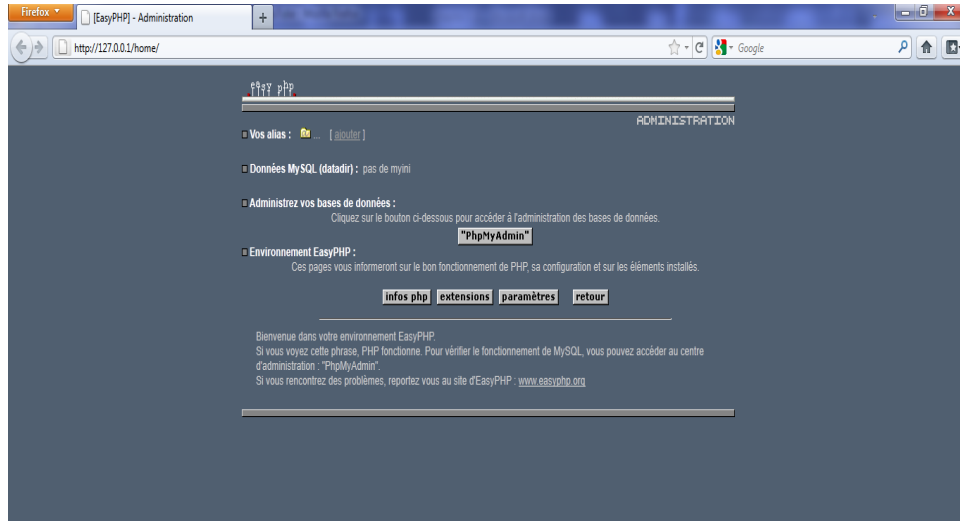 Firefox
[EasyPHP] - Administration
http://127.0.0.1/home/
Google
easy php
ADMINISTRATION
Vos alias : ... [ ajouter ]
Données MySQL (datadir) : pas de myini
Administrez vos bases de données :
Cliquez sur le bouton ci-dessous pour accéder à l'administration des bases de données.
"PhpMyAdmin"
Environnement EasyPHP :
Ces pages vous informeront sur le bon fonctionnement de PHP, sa configuration et sur les éléments installés.
infos php extensions paramètres retour
Bienvenue dans votre environnement EasyPHP.
Si vous voyez cette phrase, PHP fonctionne. Pour vérifier le fonctionnement de MySQL, vous pouvez accéder au centre
d'administration : "PhpMyAdmin".
Si vous rencontrez des problèmes, reportez vous au site d'EasyPHP : www.easyphp.org